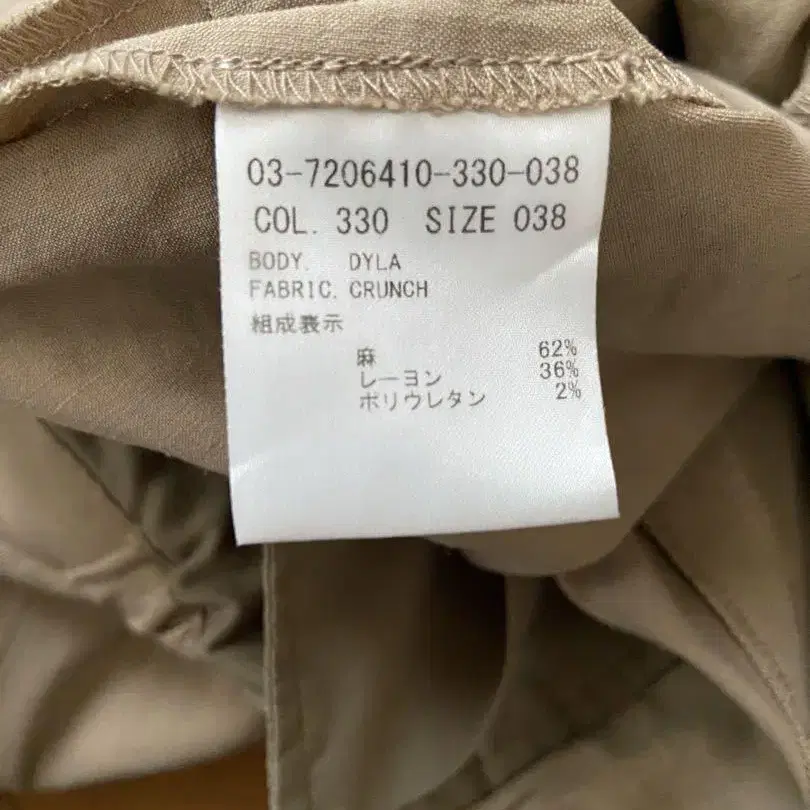 03-7206410-330-038
COL. 330 SIZE 038
BODY. DYLA
FABRIC. CRUNCH
組成表示
麻 62%
レーヨン 36%
ポリウレタン 2%